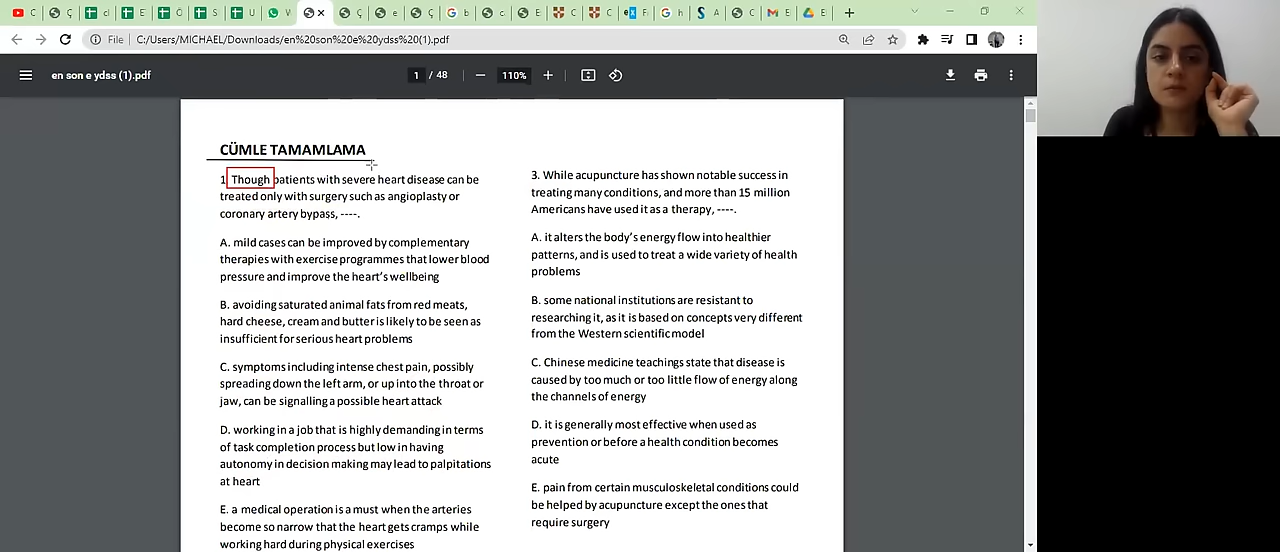 File
C:/Users/MICHAEL/Downloads/en%20son%20e%20ydss%20(1).pdf
en son e ydss (1).pdf
1 / 48
110%
CÜMLE TAMAMLAMA
1 Though patients with severe heart disease can be
treated only with surgery such as angioplasty or
coronary artery bypass, ----.
A. mild cases can be improved by complementary
therapies with exercise programmes that lower blood
pressure and improve the heart's wellbeing
B. avoiding saturated animal fats from red meats,
hard cheese, cream and butter is likely to be seen as
insufficient for serious heart problems
C. symptoms including intense chest pain, possibly
spreading down the left arm, or up into the throat or
jaw, can be signalling a possible heart attack
D. working in a job that is highly demanding in terms
of task completion process but low in having
autonomy in decision making may lead to palpitations
at heart
E. a medical operation is a must when the arteries
become so narrow that the heart gets cramps while
working hard during physical exercises
3. While acupuncture has shown notable success in
treating many conditions, and more than 15 million
Americans have used it as a therapy, ----.
A. it alters the body's energy flow into healthier
patterns, and is used to treat a wide variety of health
problems
B. some national institutions are resistant to
researching it, as it is based on concepts very different
from the Western scientific model
C. Chinese medicine teachings state that disease is
caused by too much or too little flow of energy along
the channels of energy
D. it is generally most effective when used as
prevention or before a health condition becomes
acute
E. pain from certain musculoskeletal conditions could
be helped by acupuncture except the ones that
require surgery